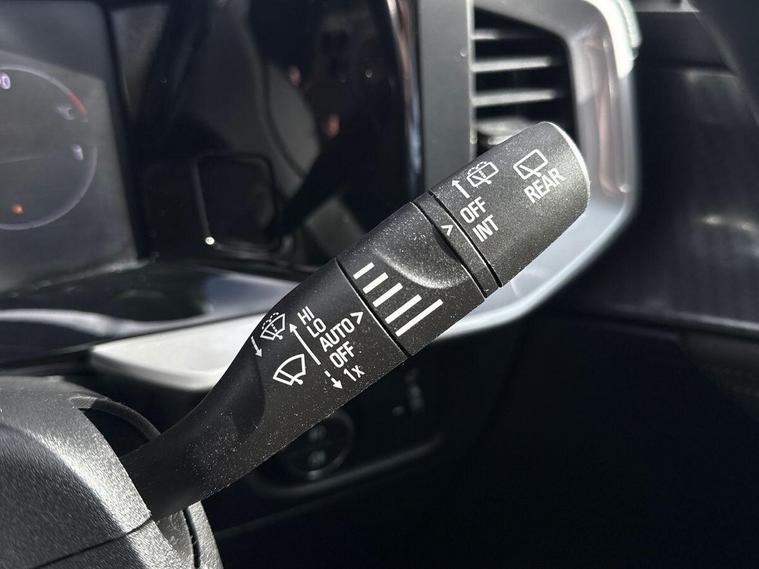 REAR
OFF
INT
HI
LO
AUTO >
OFF
1x